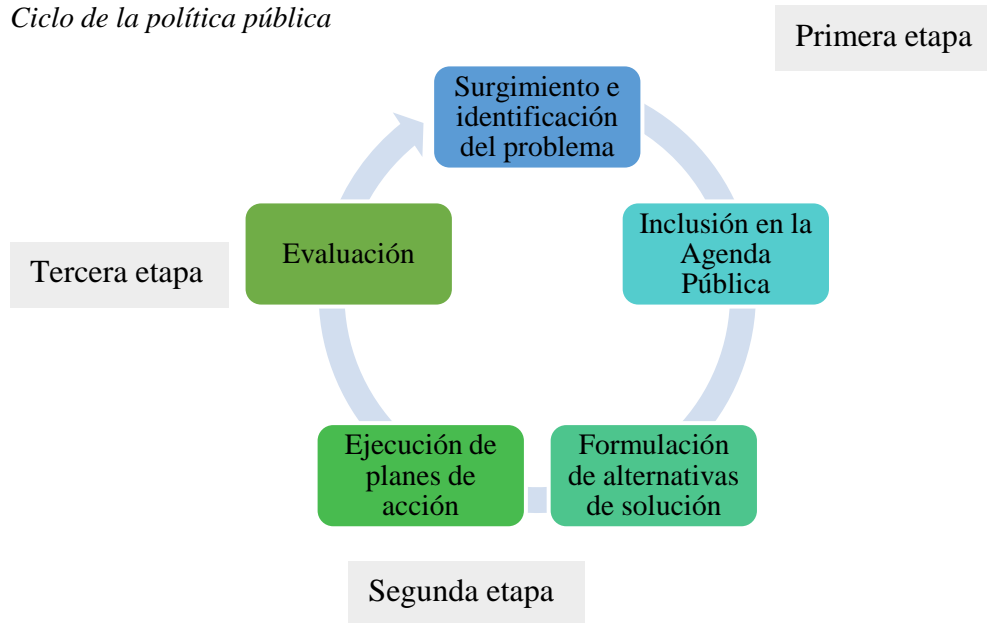 Ciclo de la política pública
Primera etapa
Surgimiento e
identificación
del problema
Inclusión en la
Agenda
Pública
Formulación
de alternativas
de solución
Segunda etapa
Ejecución de
planes de
acción
Tercera etapa
Evaluación